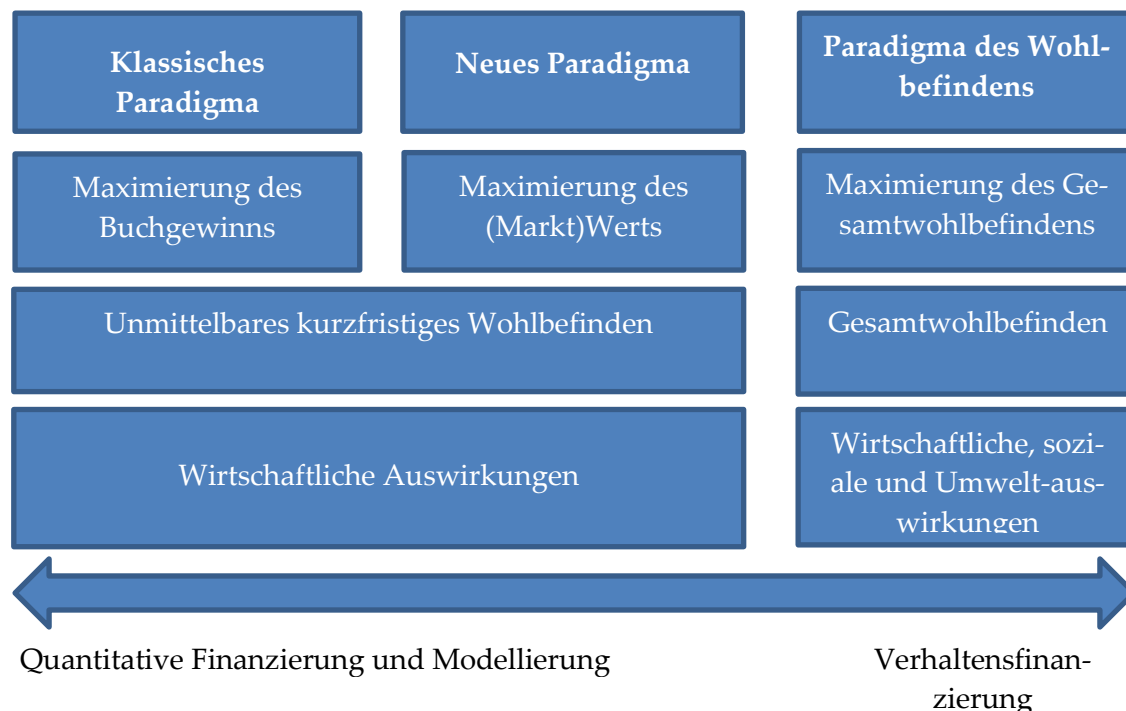 Klassisches
Paradigma
Neues Paradigma
Paradigma des Wohl-
befindens
Maximierung des
Buchgewinns
Maximierung des
(Markt)Werts
Maximierung des Ge-
samtwohlbefindens
Unmittelbares kurzfristiges Wohlbefinden
Gesamtwohlbefinden
Wirtschaftliche Auswirkungen
Wirtschaftliche, sozi-
ale und Umwelt-aus-
wirkungen
Quantitative Finanzierung und Modellierung
Verhaltensfinan-
zierung